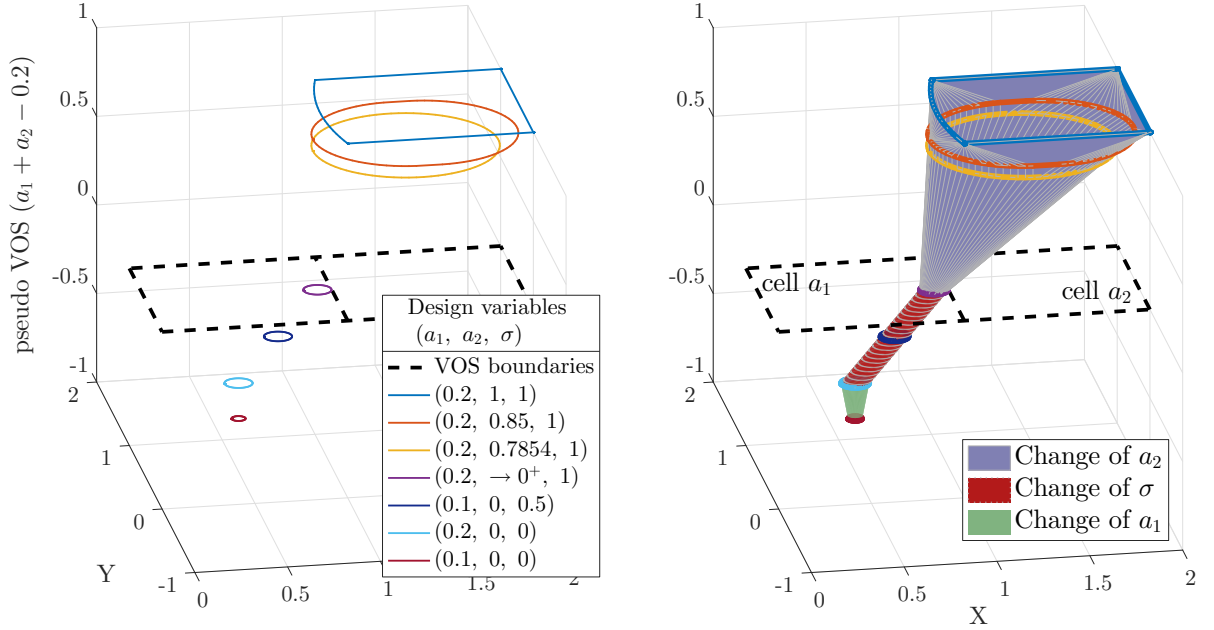 pseudo VOS (a₁ + a₂ − 0.2)
1
0.5
0
-0.5
-1
2
1
0
-1
Y
0
0.5
1
1.5
2
Design variables
(a₁, a₂, σ)
VOS boundaries
(0.2, 1, 1)
(0.2, 0.85, 1)
(0.2, 0.7854, 1)
(0.2, → 0⁺, 1)
(0.1, 0, 0.5)
(0.2, 0, 0)
(0.1, 0, 0)
1
0.5
0
-0.5
-1
2
1
0
-1
0
0.5
1
1.5
2
X
cell a₁
cell a₂
Change of a₂
Change of σ
Change of a₁